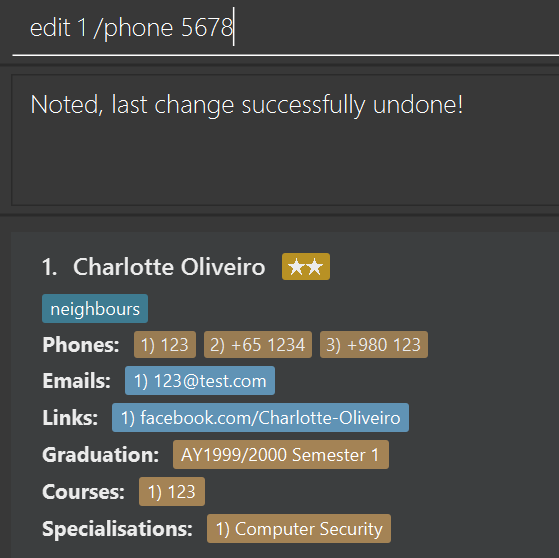 edit 1 /phone 5678
Noted, last change successfully undone!
1. Charlotte Oliveiro ★★
neighbours
Phones: 1) 123 2) +65 1234 3) +980 123
Emails: 1) 123@test.com
Links: 1) facebook.com/Charlotte-Oliveiro
Graduation: AY1999/2000 Semester 1
Courses: 1) 123
Specialisations: 1) Computer Security